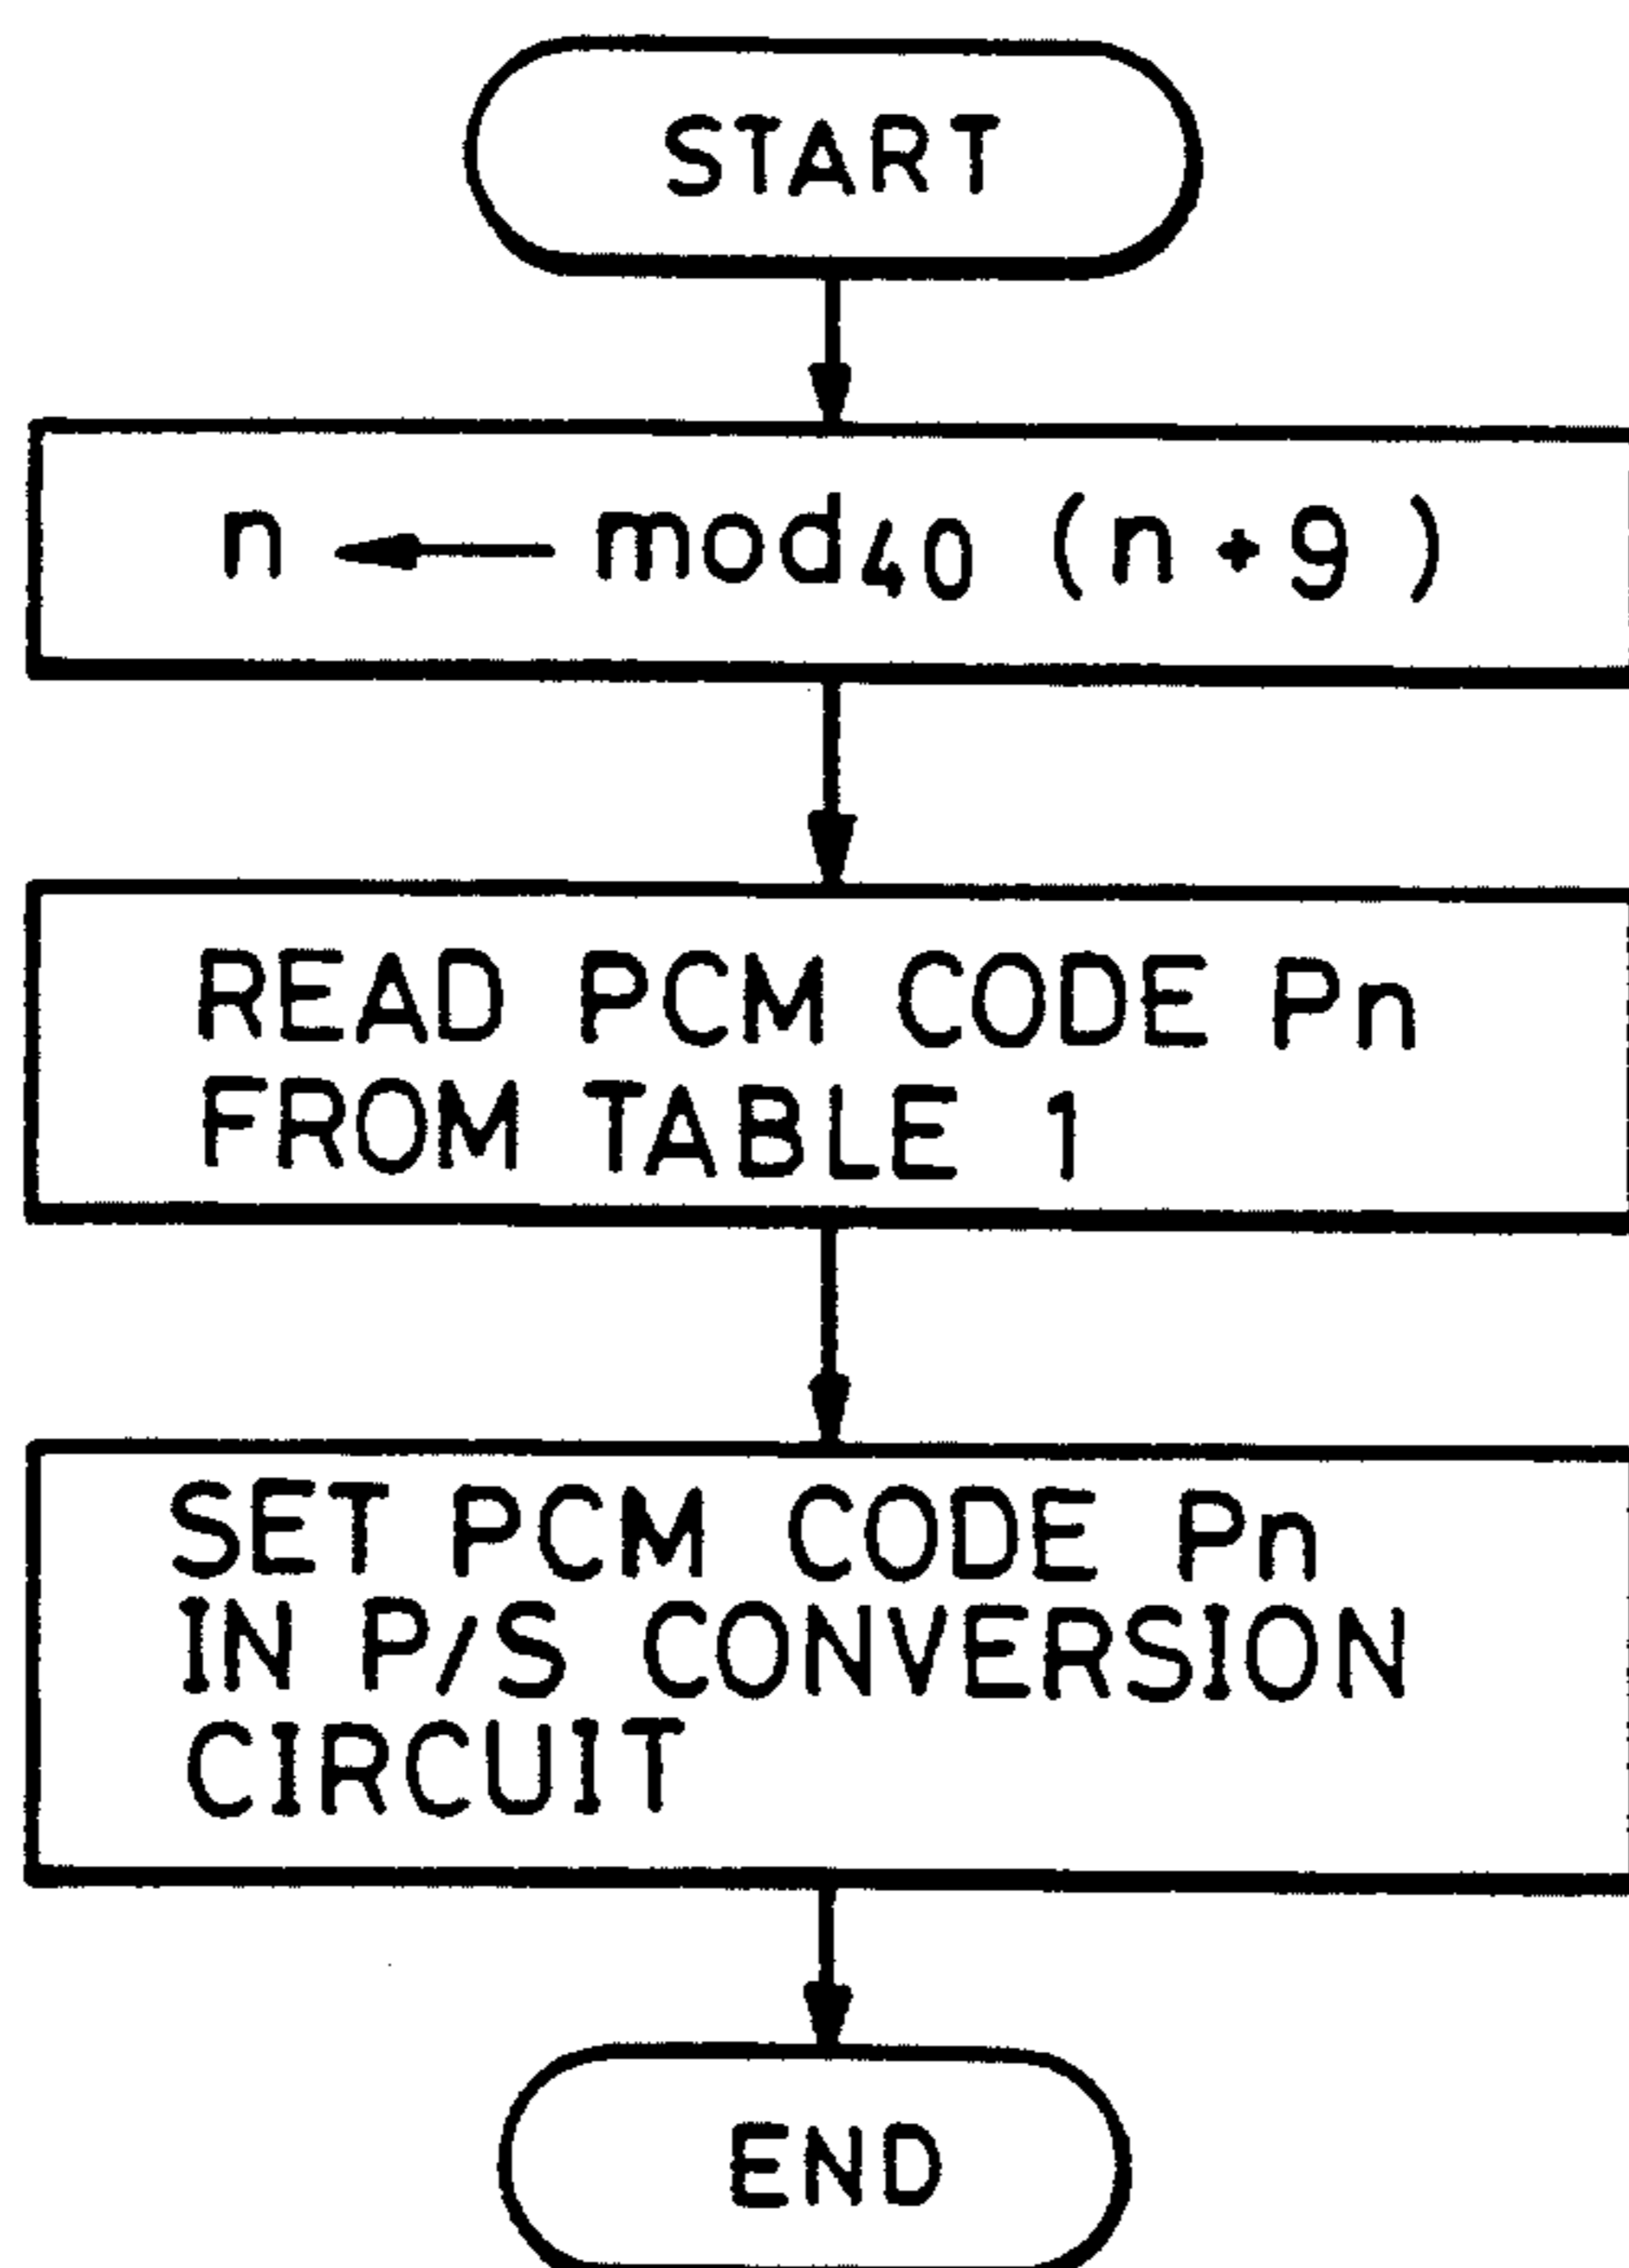 START
n ← mod40 (n + 9)
READ PCM CODE Pn
FROM TABLE 1
SET PCM CODE Pn
IN P/S CONVERSION
CIRCUIT
END